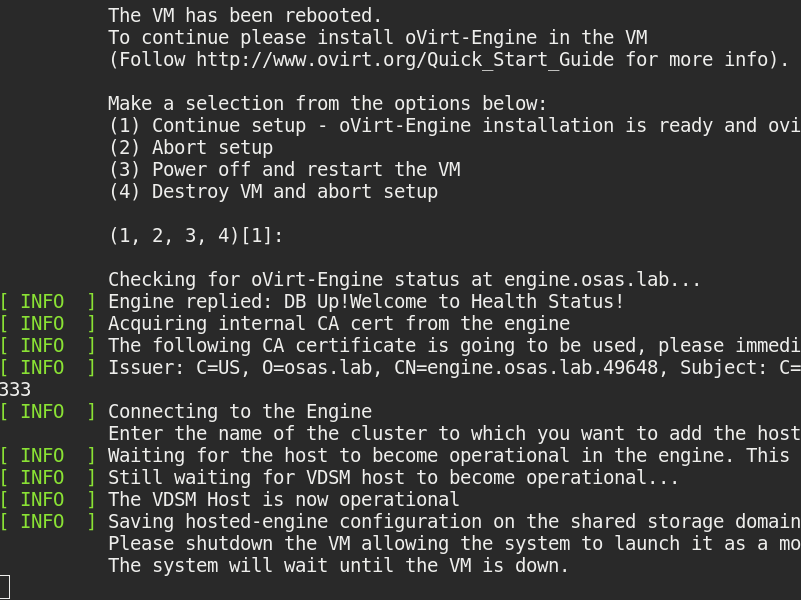 The VM has been rebooted.
To continue please install oVirt-Engine in the VM
(Follow http://www.ovirt.org/Quick_Start_Guide for more info).
Make a selection from the options below:
(1) Continue setup - oVirt-Engine installation is ready and ovi
(2) Abort setup
(3) Power off and restart the VM
(4) Destroy VM and abort setup
(1, 2, 3, 4)[1]:
Checking for oVirt-Engine status at engine.osas.lab...
[ INFO  ] Engine replied: DB Up!Welcome to Health Status!
[ INFO  ] Acquiring internal CA cert from the engine
[ INFO  ] The following CA certificate is going to be used, please immedi
[ INFO  ] Issuer: C=US, O=osas.lab, CN=engine.osas.lab.49648, Subject: C=
333
[ INFO  ] Connecting to the Engine
Enter the name of the cluster to which you want to add the host
[ INFO  ] Waiting for the host to become operational in the engine. This
[ INFO  ] Still waiting for VDSM host to become operational...
[ INFO  ] The VDSM Host is now operational
[ INFO  ] Saving hosted-engine configuration on the shared storage domain
Please shutdown the VM allowing the system to launch it as a mo
The system will wait until the VM is down.